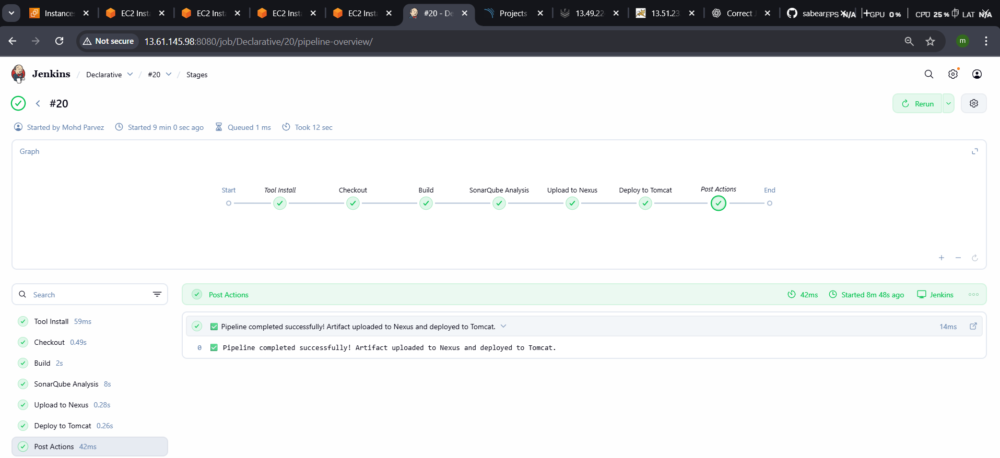 Instances
EC2 Inst
EC2 Inst
EC2 Inst
EC2 Inst
#20 - De
Projects
13.49.22
13.51.23
Correct J
sabear
FPS N/A
GPU 0 %
CPU 25 %
LAT N/A
Not secure
13.61.145.98:8080/job/Declarative/20/pipeline-overview/
m
Jenkins / Declarative / #20 / Stages
#20
Rerun
Started by Mohd Parvez
Started 9 min 0 sec ago
Queued 1 ms
Took 12 sec
Graph
Start
Tool Install
Checkout
Build
SonarQube Analysis
Upload to Nexus
Deploy to Tomcat
Post Actions
End
Search
Tool Install 59ms
Checkout 0.49s
Build 2s
SonarQube Analysis 8s
Upload to Nexus 0.28s
Deploy to Tomcat 0.26s
Post Actions 42ms
Post Actions
42ms
Started 8m 48s ago
Jenkins
✅ Pipeline completed successfully! Artifact uploaded to Nexus and deployed to Tomcat.
14ms
0 ✅ Pipeline completed successfully! Artifact uploaded to Nexus and deployed to Tomcat.